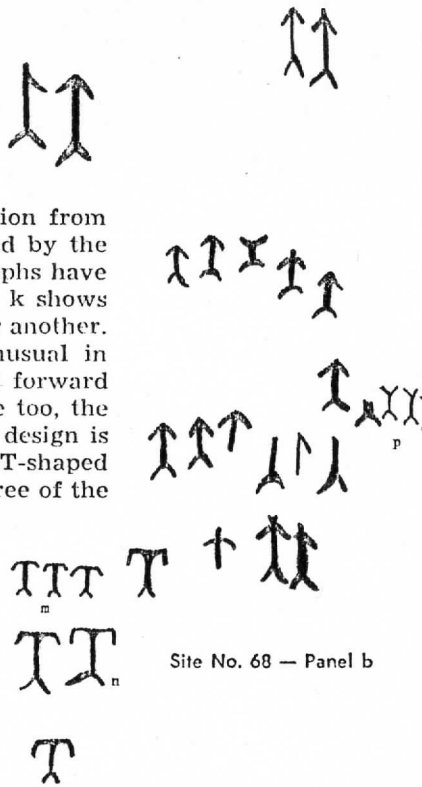 ion from
d by the
phs have
k shows
r another.
nusual in
forward
e too, the
design is
T-shaped
ree of the
p
m
n
Site No. 68 — Panel b